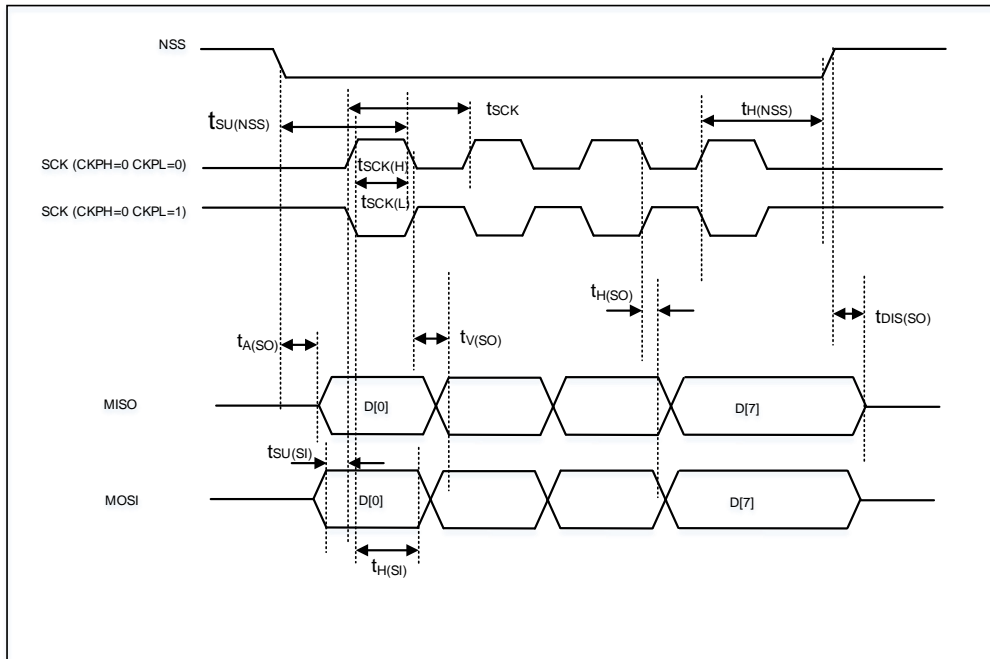 NSS
tSCK
tH(NSS)
tSU(NSS)
SCK (CKPH=0 CKPL=0)
tSCK(H)
tSCK(L)
SCK (CKPH=0 CKPL=1)
tH(SO)
tDIS(SO)
tA(SO)
tV(SO)
MISO
D[0]
D[7]
tSU(SI)
MOSI
D[0]
D[7]
tH(SI)